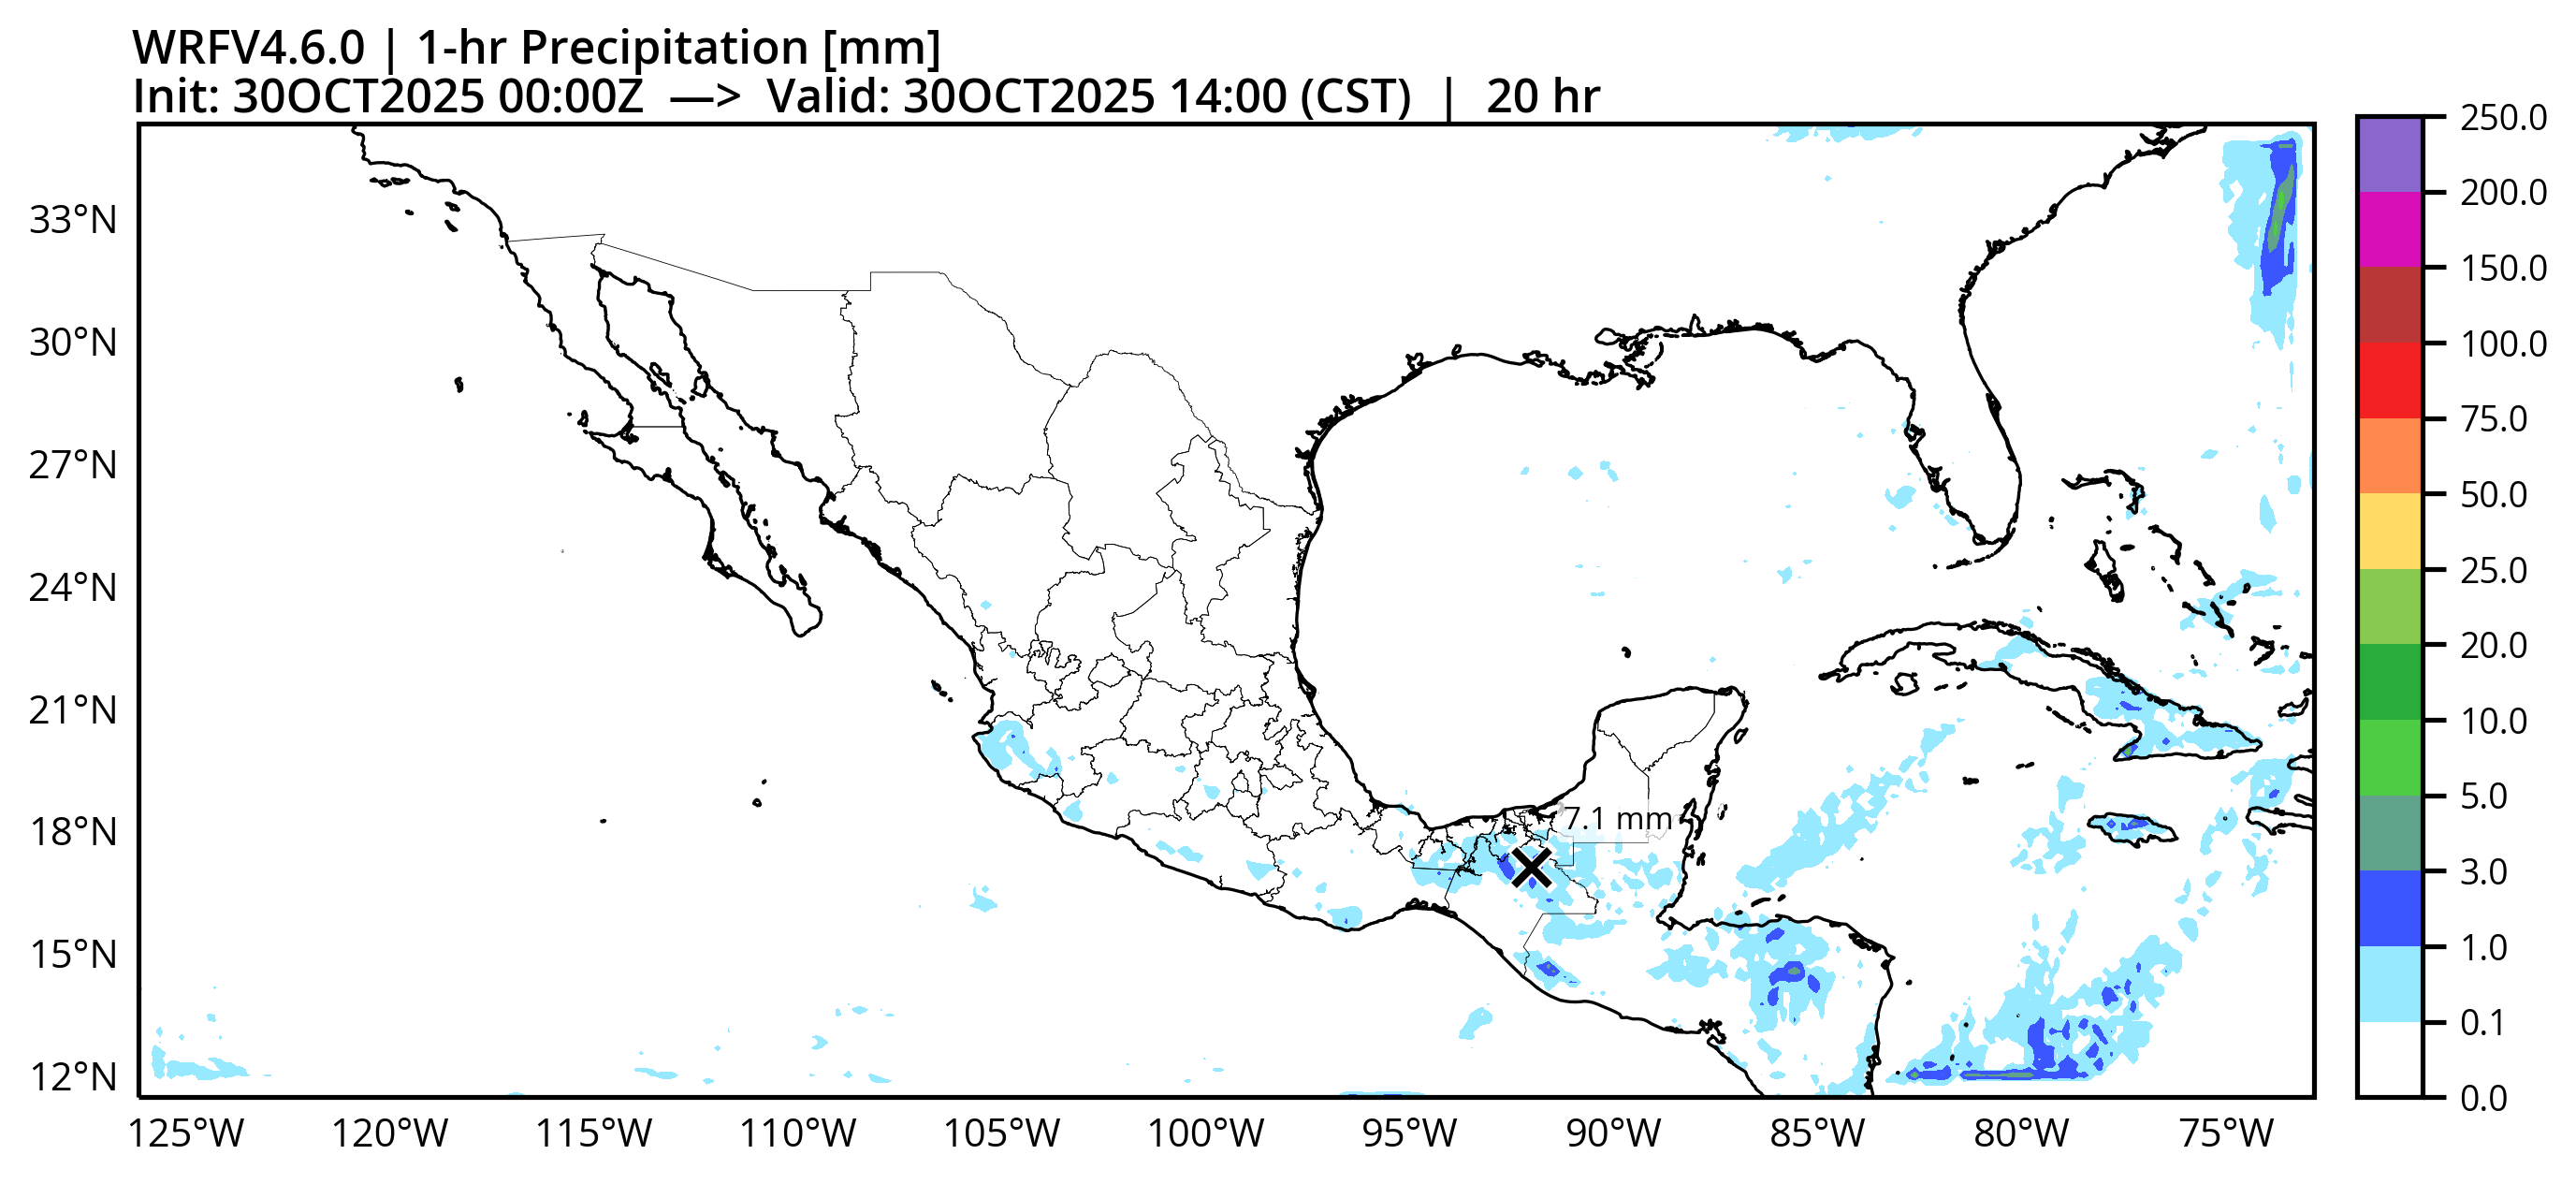 WRFV4.6.0 | 1-hr Precipitation [mm]
Init: 30OCT2025 00:00Z —> Valid: 30OCT2025 14:00 (CST) | 20 hr
250.0
200.0
150.0
100.0
75.0
50.0
25.0
20.0
10.0
5.0
3.0
1.0
0.1
0.0
33°N
30°N
27°N
24°N
21°N
18°N
15°N
12°N
7.1 mm
125°W 120°W 115°W 110°W 105°W 100°W 95°W 90°W 85°W 80°W 75°W